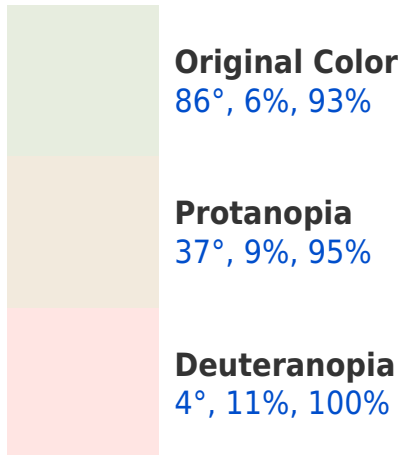 Original Color
86°, 6%, 93%
Protanopia
37°, 9%, 95%
Deuteranopia
4°, 11%, 100%